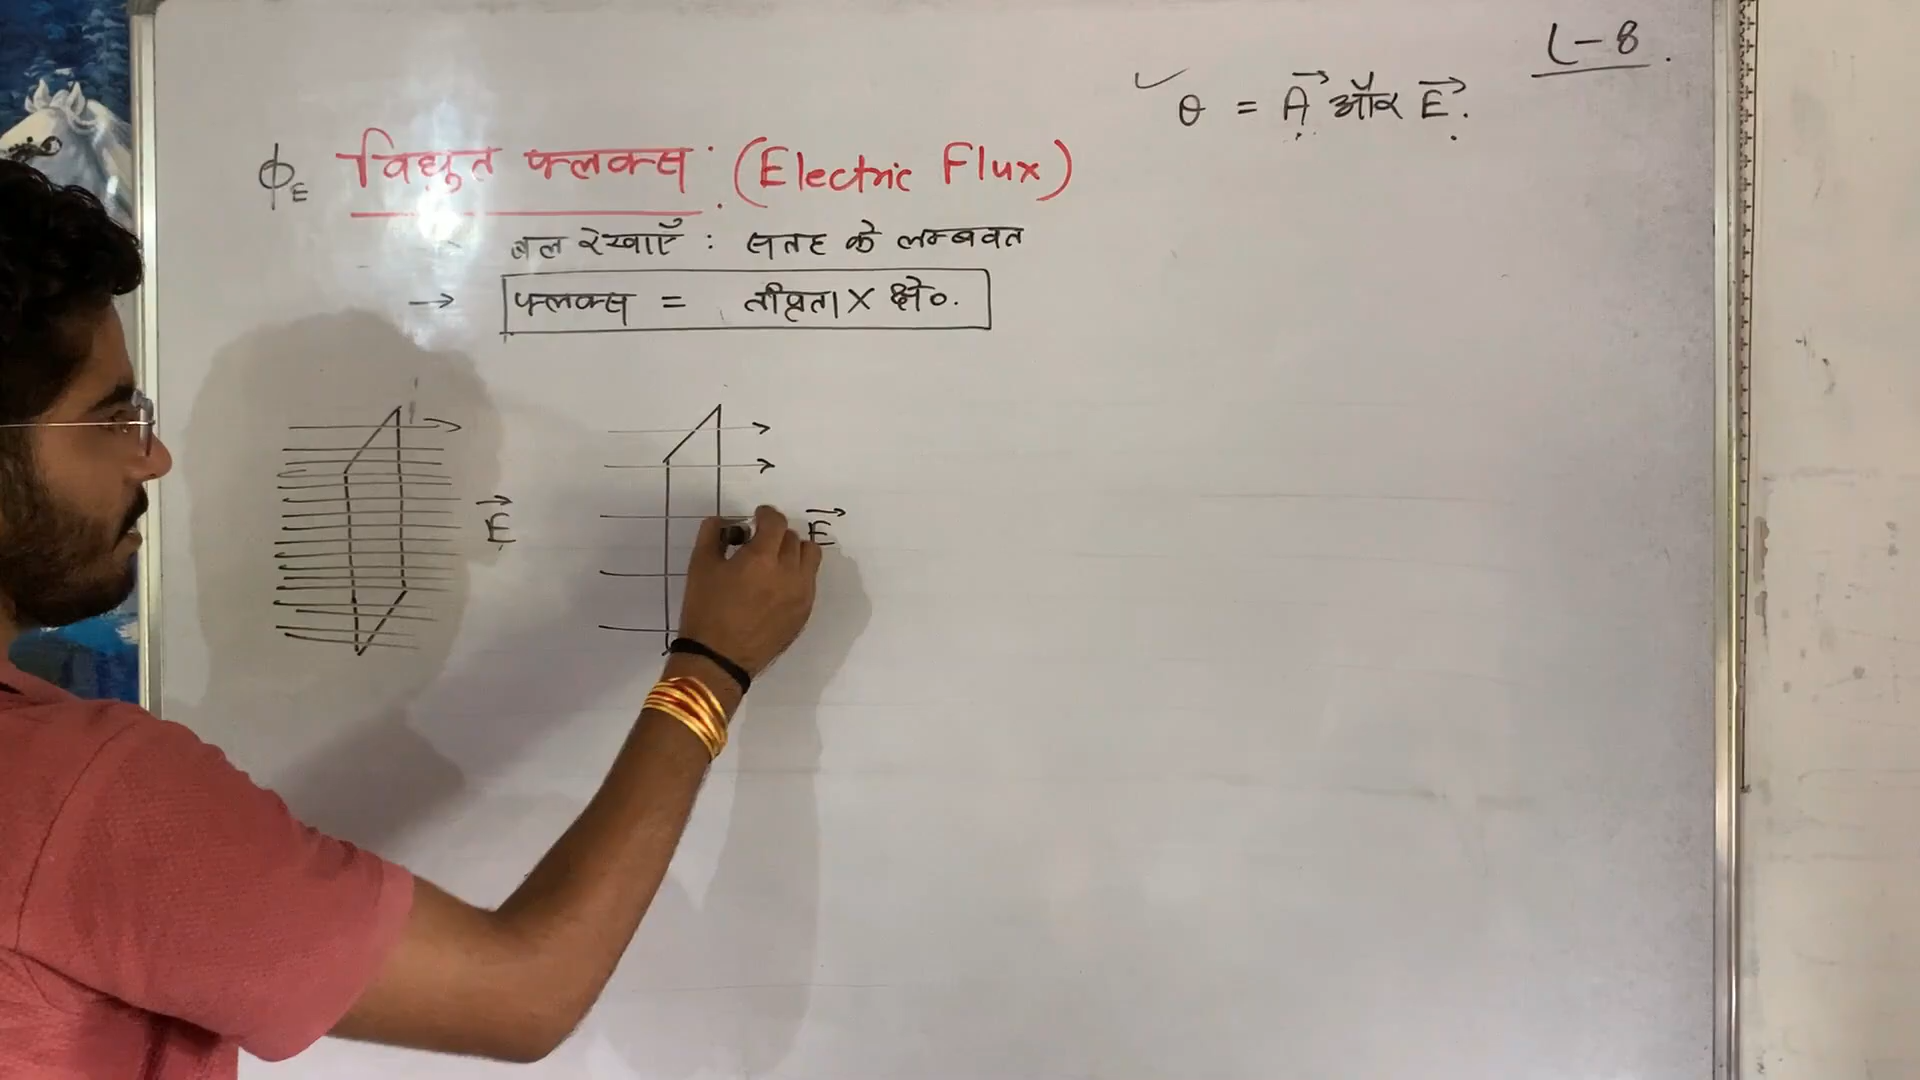 L-8.
θ = A⃗ और E⃗.
ϕE विधुत फ्लक्स. (Electric Flux)
बल रेखाएँ : सतह के लम्बवत
→ फ्लक्स = तीव्रता X क्षे०.
E⃗
E⃗